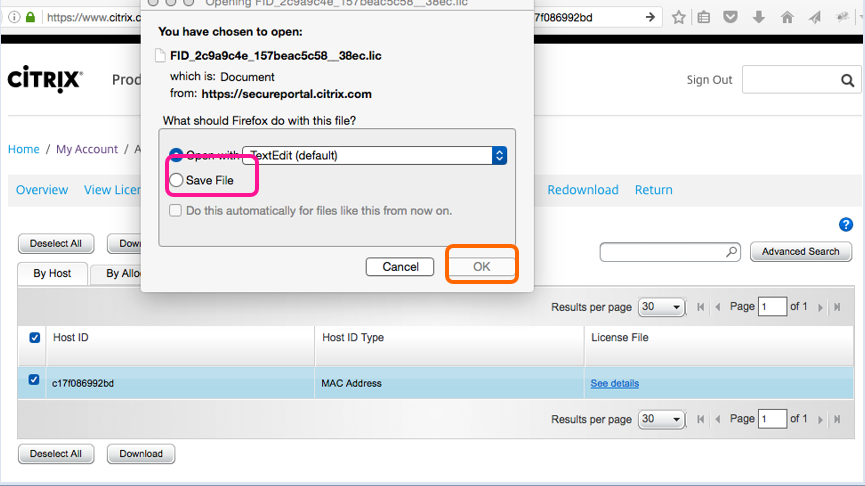 Opening FID_2c9a9c4e_157beac5c58__38ec.lic
https://www.citrix.c
7f086992bd
You have chosen to open:
FID_2c9a9c4e_157beac5c58__38ec.lic
which is: Document
from: https://secureportal.citrix.com
What should Firefox do with this file?
Open with TextEdit (default)
Save File
Do this automatically for files like this from now on.
Cancel
OK
CITRIX®
Prod
Sign Out
Home / My Account / A
Overview View Licen
Redownload Return
?
Deselect All Down
Advanced Search
By Host By Allo
Results per page 30 Page 1 of 1
Host ID Host ID Type License File
c17f086992bd MAC Address See details
Results per page 30 Page 1 of 1
Deselect All Download